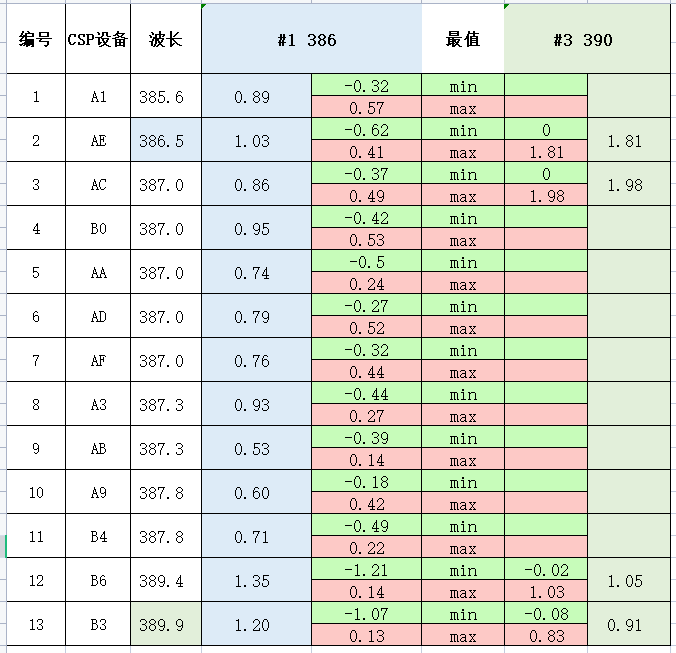 编号 CSP设备 波长 #1 386 最值 #3 390
1 A1 385.6 0.89 -0.32 min
0.57 max
2 AE 386.5 1.03 -0.62 min 0 1.81
0.41 max 1.81
3 AC 387.0 0.86 -0.37 min 0 1.98
0.49 max 1.98
4 B0 387.0 0.95 -0.42 min
0.53 max
5 AA 387.0 0.74 -0.5 min
0.24 max
6 AD 387.0 0.79 -0.27 min
0.52 max
7 AF 387.0 0.76 -0.32 min
0.44 max
8 A3 387.3 0.93 -0.44 min
0.27 max
9 AB 387.3 0.53 -0.39 min
0.14 max
10 A9 387.8 0.60 -0.18 min
0.42 max
11 B4 387.8 0.71 -0.49 min
0.22 max
12 B6 389.4 1.35 -1.21 min -0.02 1.05
0.14 max 1.03
13 B3 389.9 1.20 -1.07 min -0.08 0.91
0.13 max 0.83